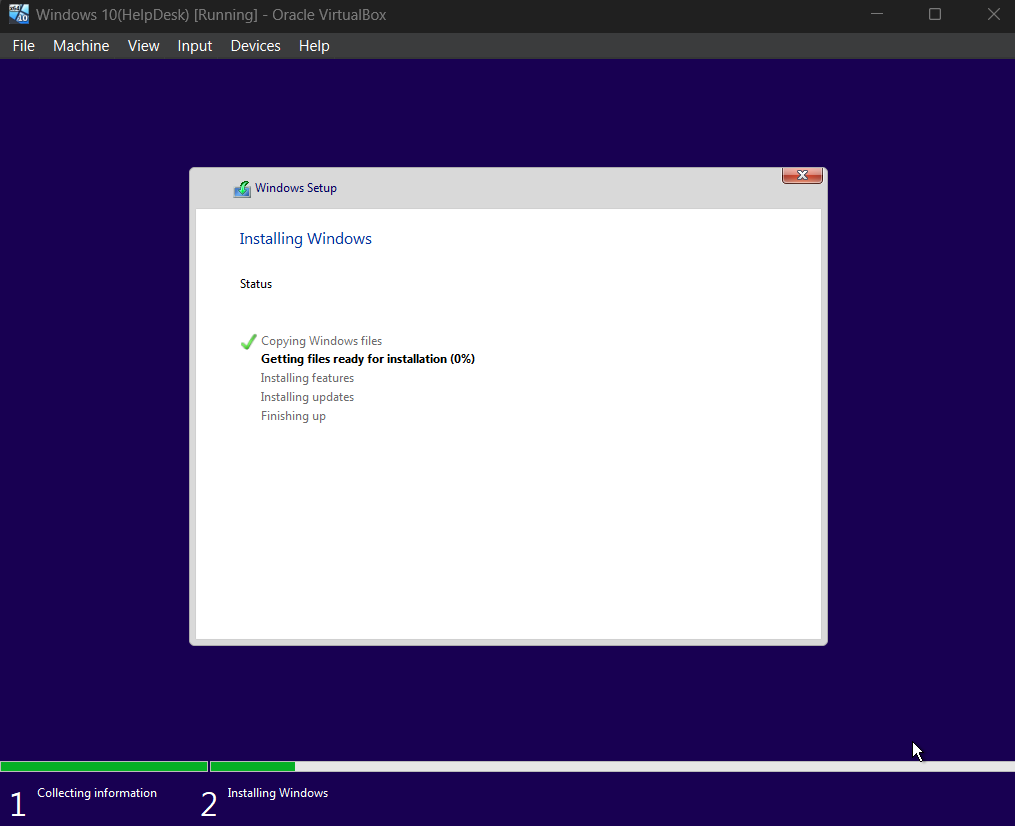 Windows 10(HelpDesk) [Running] - Oracle VirtualBox
File Machine View Input Devices Help
Windows Setup
Installing Windows
Status
Copying Windows files
Getting files ready for installation (0%)
Installing features
Installing updates
Finishing up
1 Collecting information 2 Installing Windows